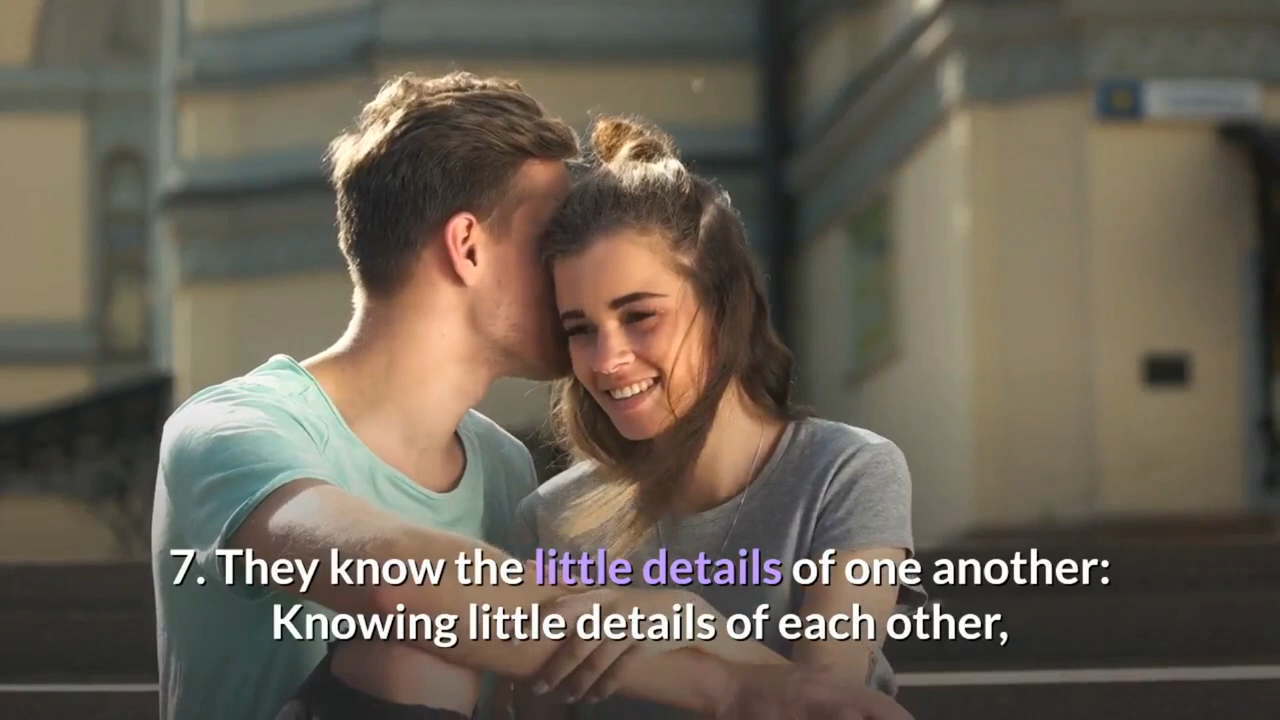 7. They know the little details of one another:
Knowing little details of each other,